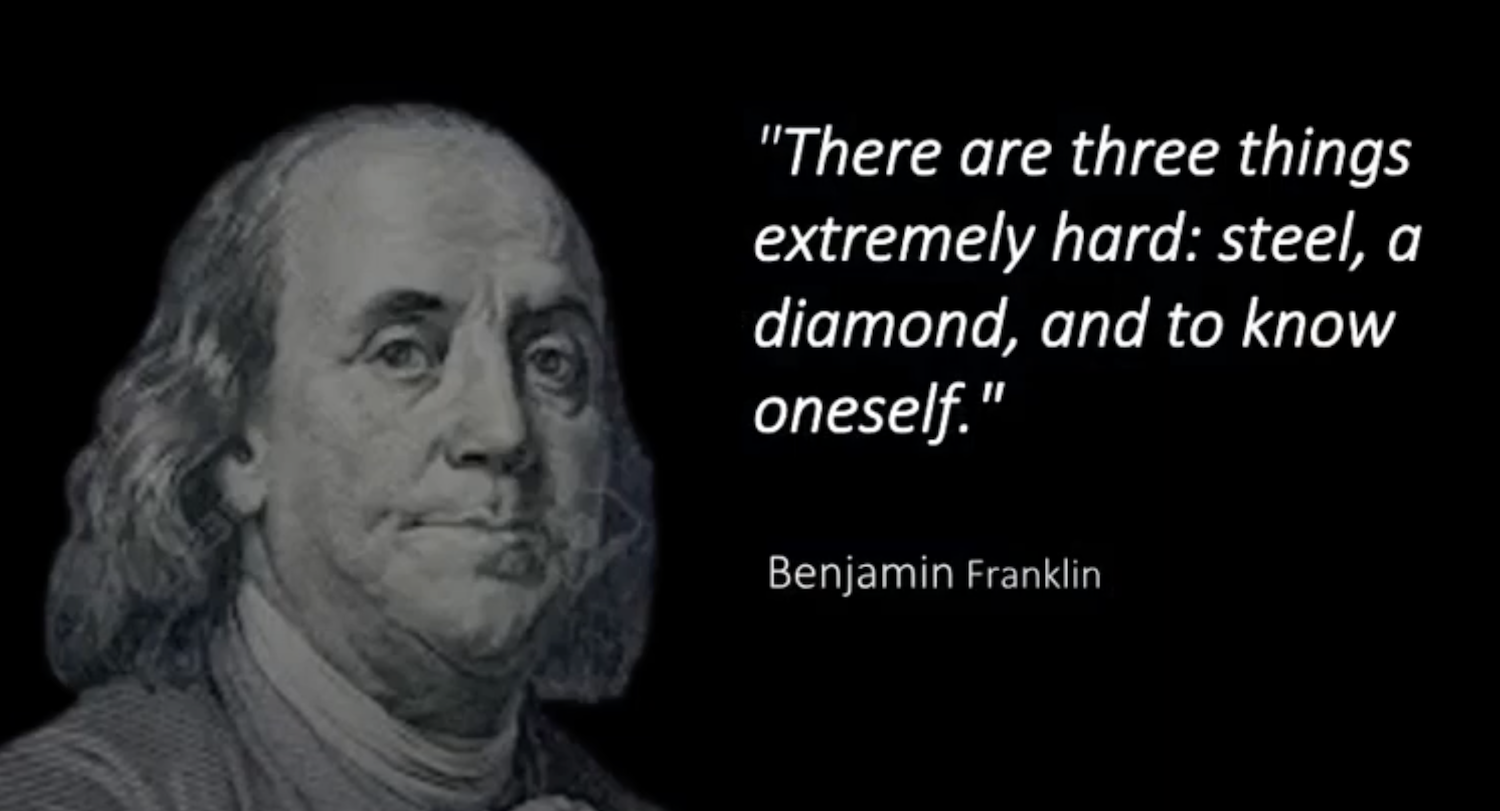 "There are three things
extremely hard: steel, a
diamond, and to know
oneself."
Benjamin Franklin